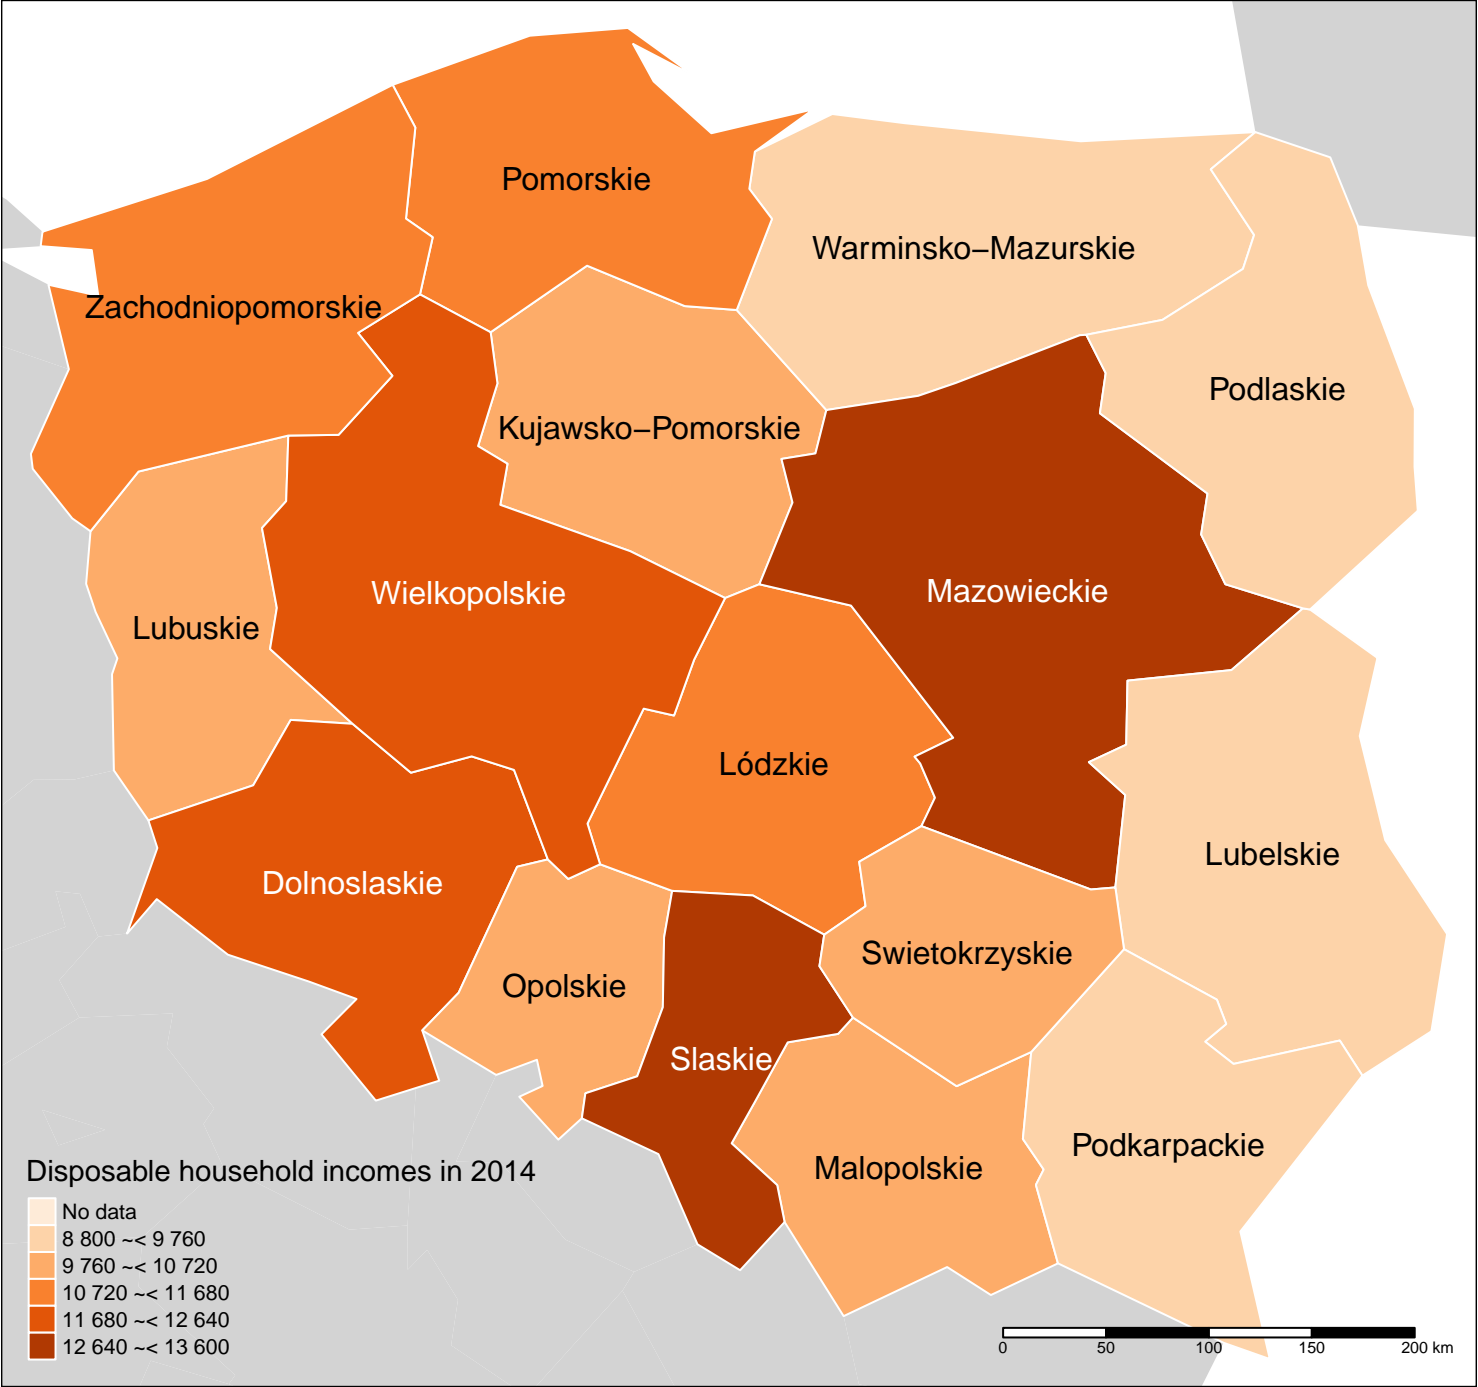 Pomorskie
Warminsko–Mazurskie
Zachodniopomorskie
Podlaskie
Kujawsko–Pomorskie
Mazowieckie
Wielkopolskie
Lubuskie
Lódzkie
Lubelskie
Dolnoslaskie
Swietokrzyskie
Opolskie
Slaskie
Podkarpackie
Malopolskie
Disposable household incomes in 2014
No data
8 800 ~< 9 760
9 760 ~< 10 720
10 720 ~< 11 680
11 680 ~< 12 640
12 640 ~< 13 600
0 50 100 150 200 km